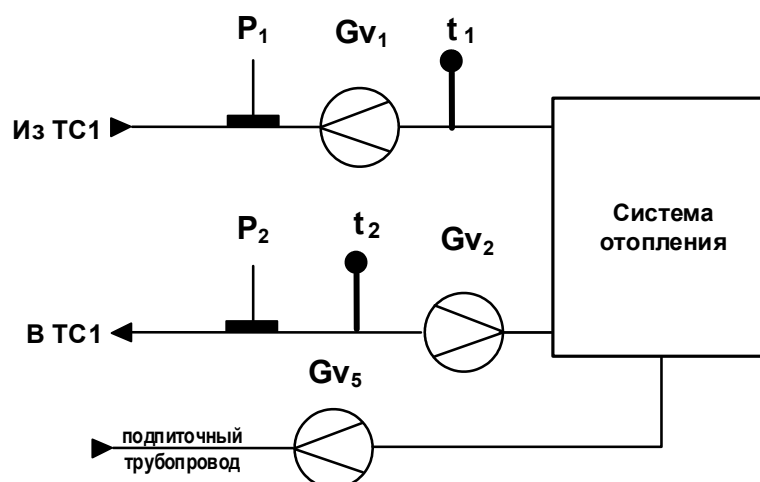 P1 Gv1 t1
Из ТС1
P2 t2 Gv2
Система
отопления
В ТС1
Gv5
подпиточный
трубопровод